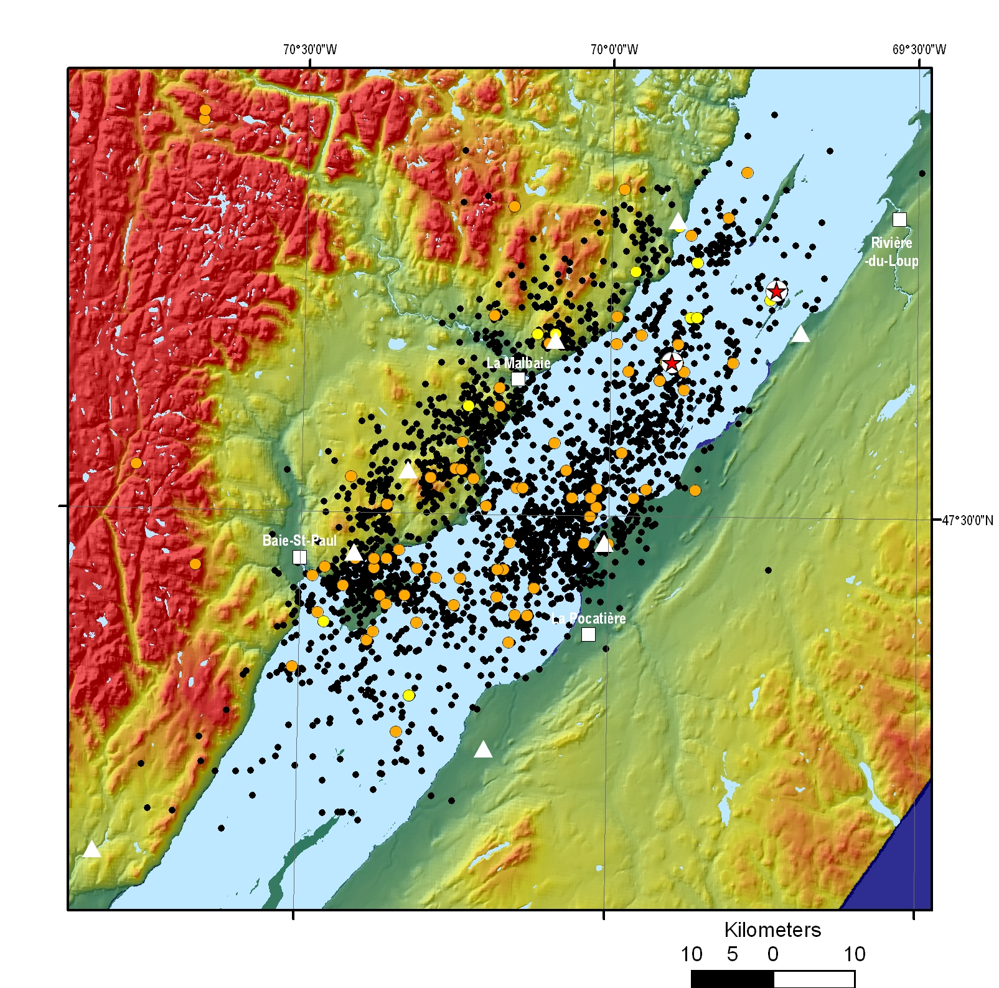 70°30'0"W 70°0'0"W 69°30'0"W
Rivière
-du-Loup
La Malbaie
47°30'0"N
Baie-St-Paul
La Pocatière
Kilometers
10 5 0 10